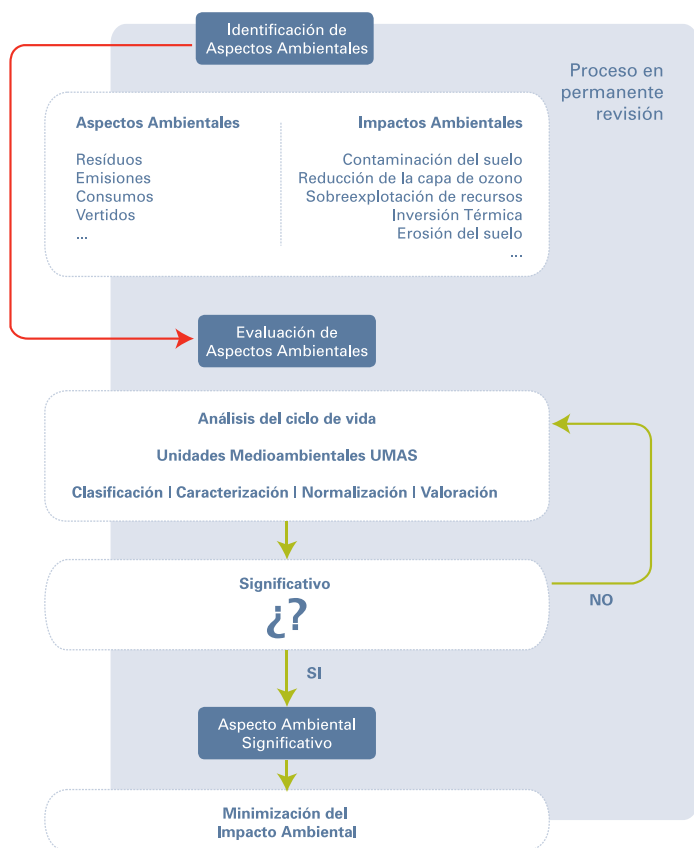 Identificación de
Aspectos Ambientales
Proceso en
permanente
revisión
Aspectos Ambientales
Resíduos
Emisiones
Consumos
Vertidos
...
Impactos Ambientales
Contaminación del suelo
Reducción de la capa de ozono
Sobreexplotación de recursos
Inversión Térmica
Erosión del suelo
...
Evaluación de
Aspectos Ambientales
Análisis del ciclo de vida
Unidades Medioambientales UMAS
Clasificación | Caracterización | Normalización | Valoración
Significativo
¿?
NO
SI
Aspecto Ambiental
Significativo
Minimización del
Impacto Ambiental